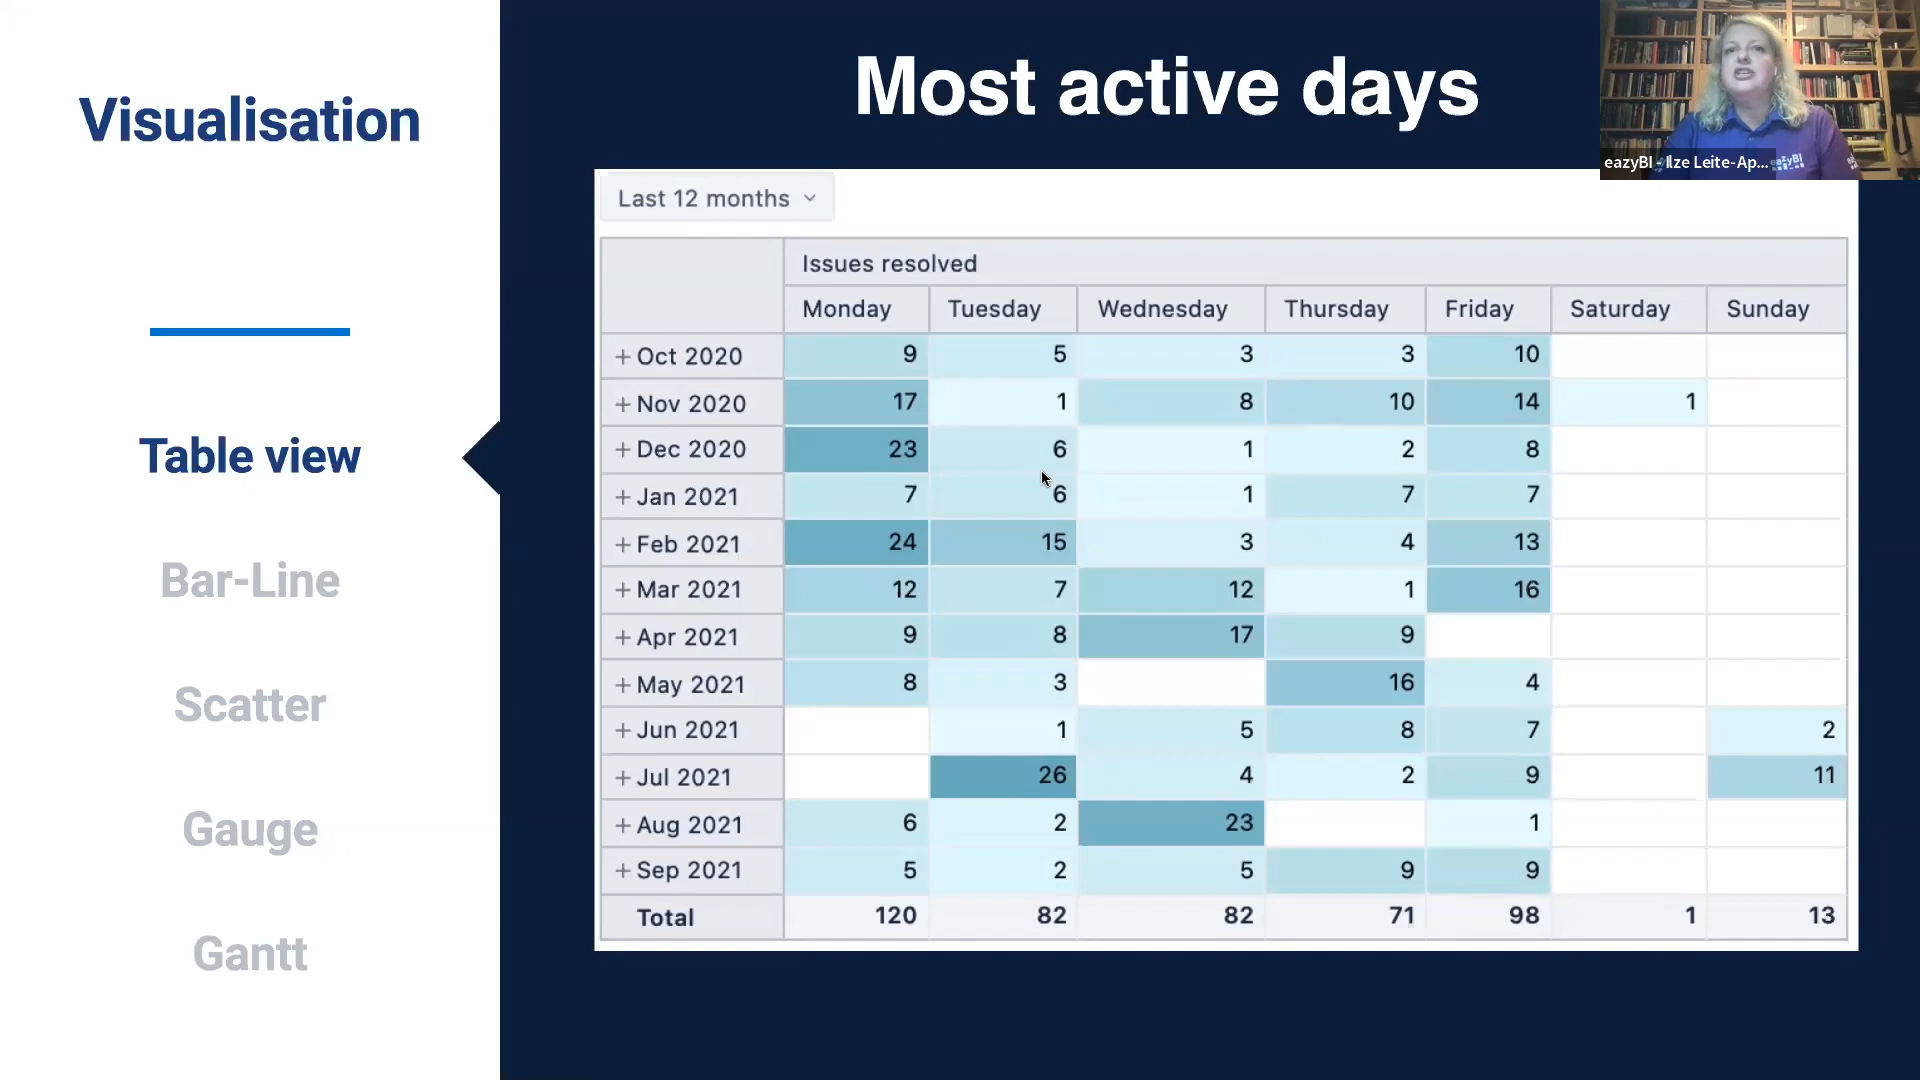 Visualisation
Table view
Bar-Line
Scatter
Gauge
Gantt
Most active days
eazyBI - Ilze Leite-Ap...
eazyBI
Last 12 months
Issues resolved
Monday Tuesday Wednesday Thursday Friday Saturday Sunday
+ Oct 2020 9 5 3 3 10
+ Nov 2020 17 1 8 10 14 1
+ Dec 2020 23 6 1 2 8
+ Jan 2021 7 6 1 7 7
+ Feb 2021 24 15 3 4 13
+ Mar 2021 12 7 12 1 16
+ Apr 2021 9 8 17 9
+ May 2021 8 3 16 4
+ Jun 2021 1 5 8 7 2
+ Jul 2021 26 4 2 9 11
+ Aug 2021 6 2 23 1
+ Sep 2021 5 2 5 9 9
Total 120 82 82 71 98 1 13